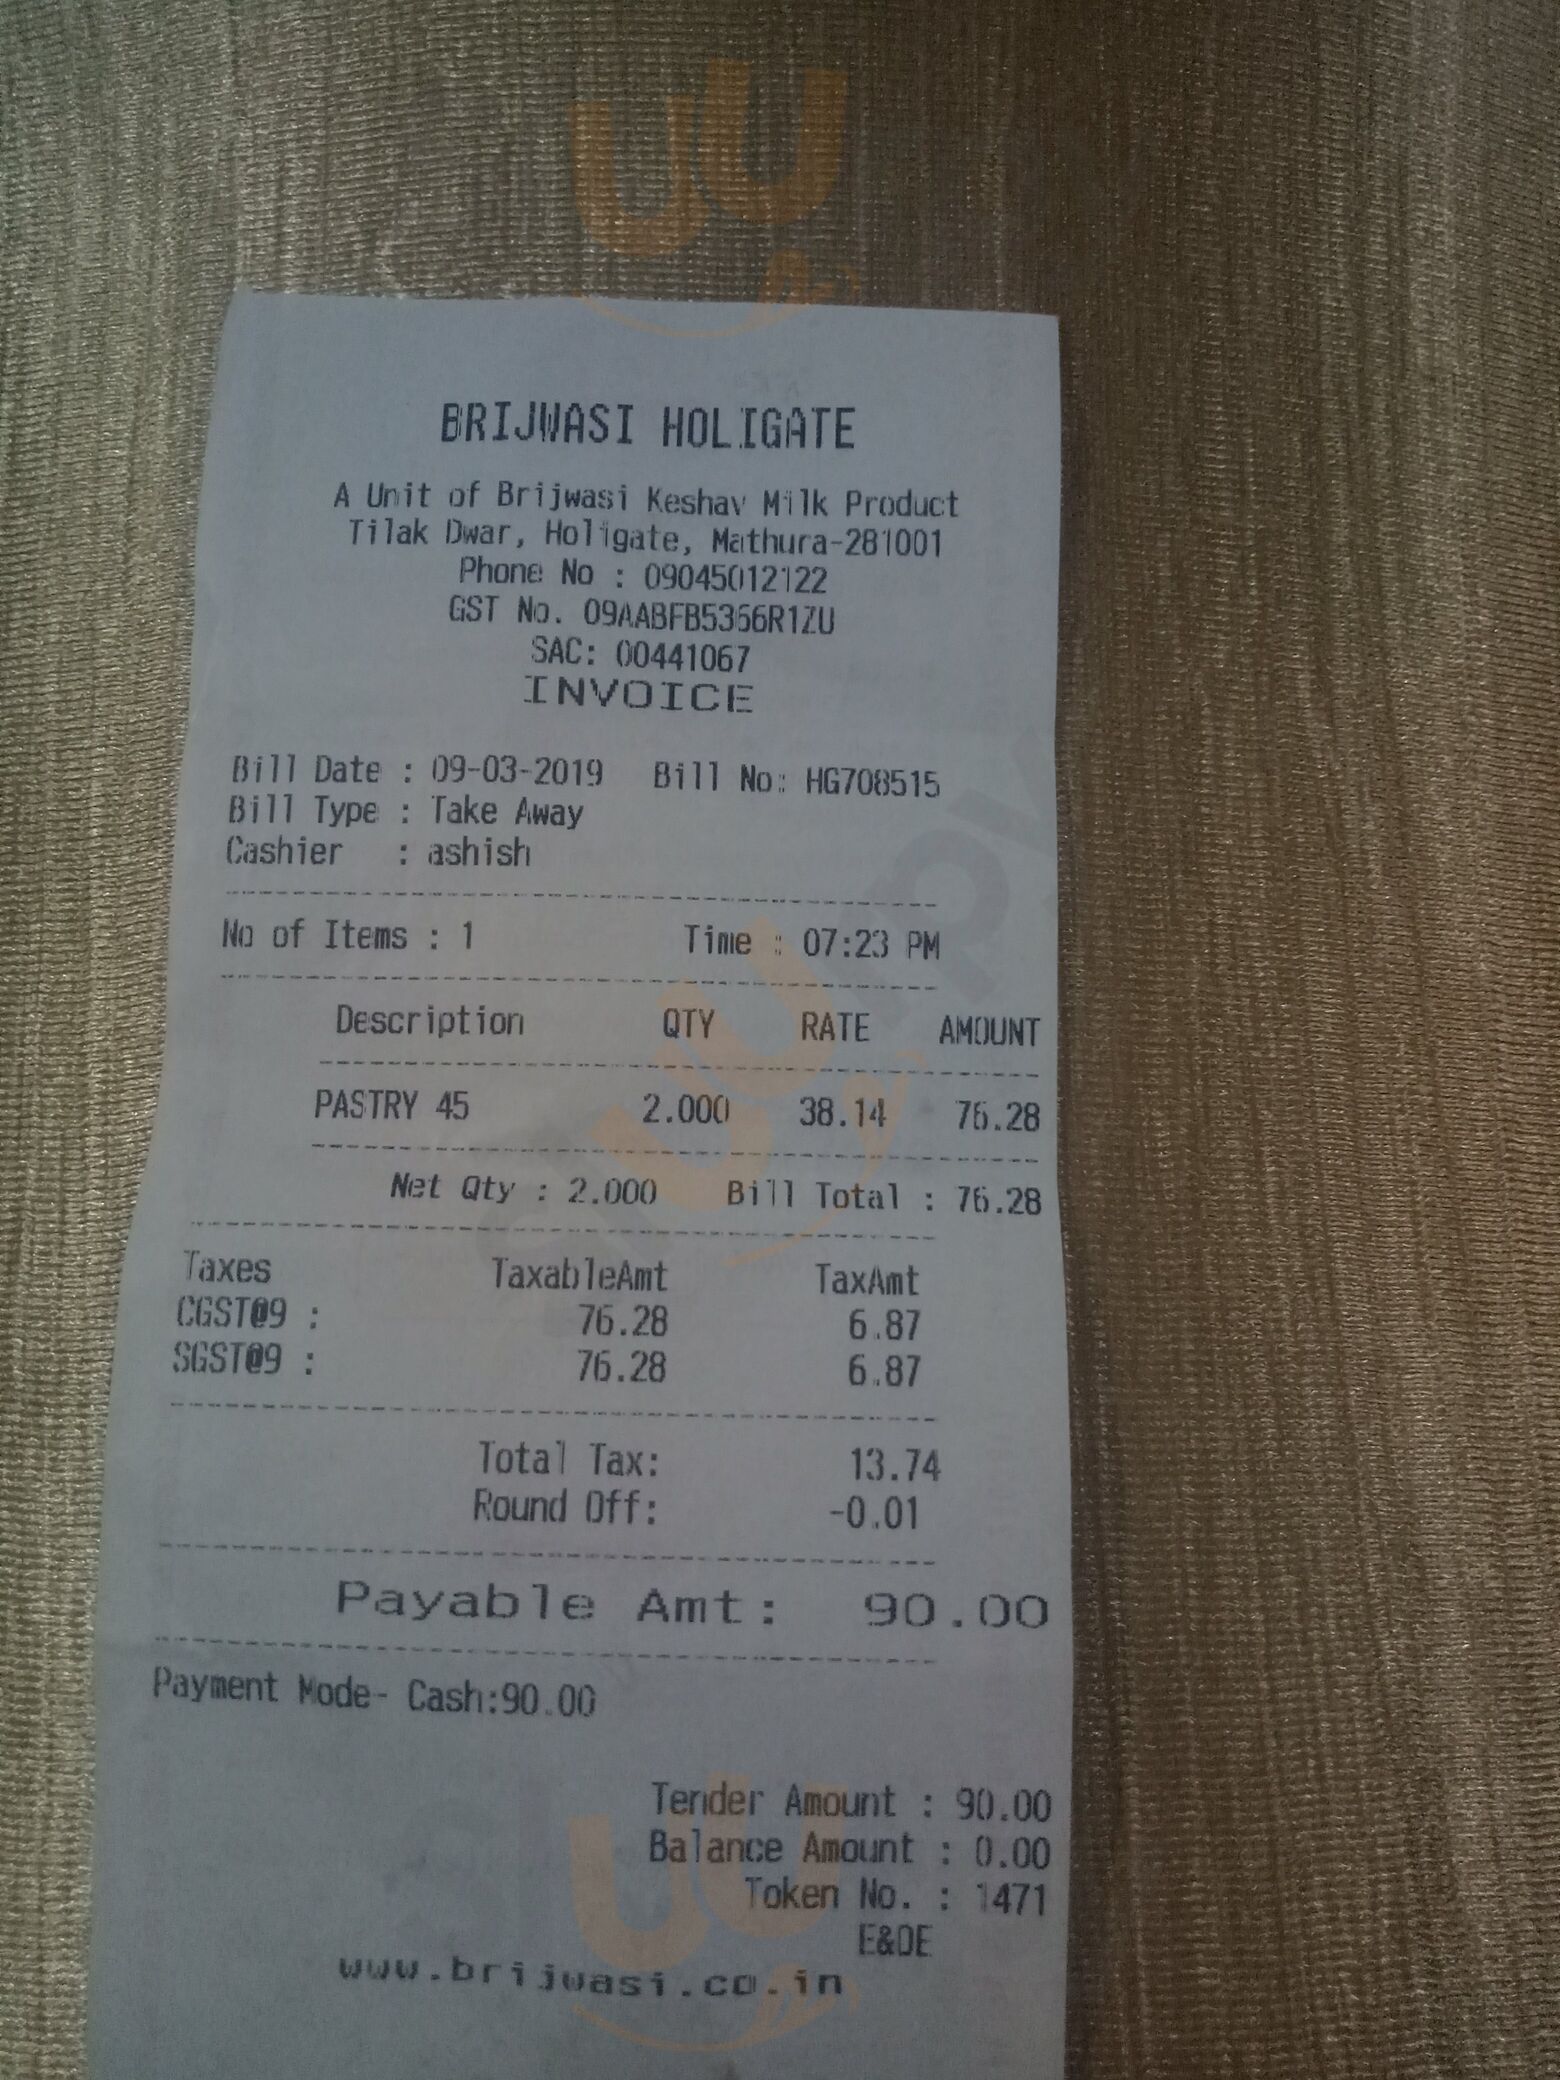 BRIJWASI HOLIGATE
A Unit of Brijwasi Keshav Milk Product
Tilak Dwar, Holigate, Mathura-281001
Phone No : 09045012122
GST No. 09AABFB5366R1ZU
SAC: 00441067
INVOICE
Bill Date : 09-03-2019 Bill No: HG708515
Bill Type : Take Away
Cashier : ashish
No of Items : 1 Time : 07:23 PM
Description QTY RATE AMOUNT
PASTRY 45 2.000 38.14 76.28
Net Qty : 2.000 Bill Total : 76.28
Taxes TaxableAmt TaxAmt
CGST@9 : 76.28 6.87
SGST@9 : 76.28 6.87
Total Tax: 13.74
Round Off: -0.01
Payable Amt: 90.00
Payment Mode- Cash:90.00
Tender Amount : 90.00
Balance Amount : 0.00
Token No. : 1471
E&OE
www.brijwasi.co.in